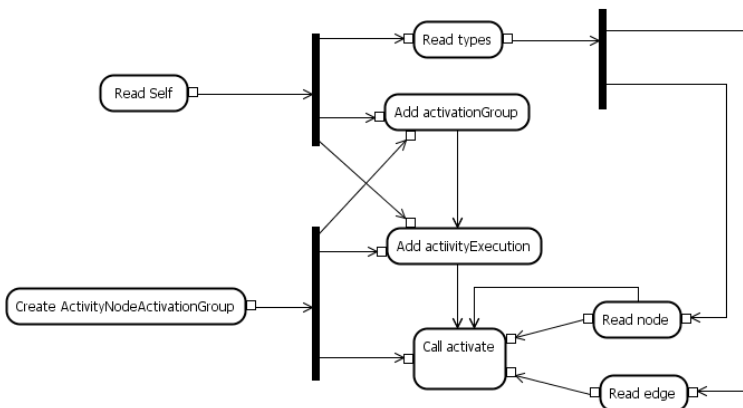 Read types
Read Self
Add activationGroup
Add actiivityExecution
Create ActivityNodeActivationGroup
Read node
Call activate
Read edge